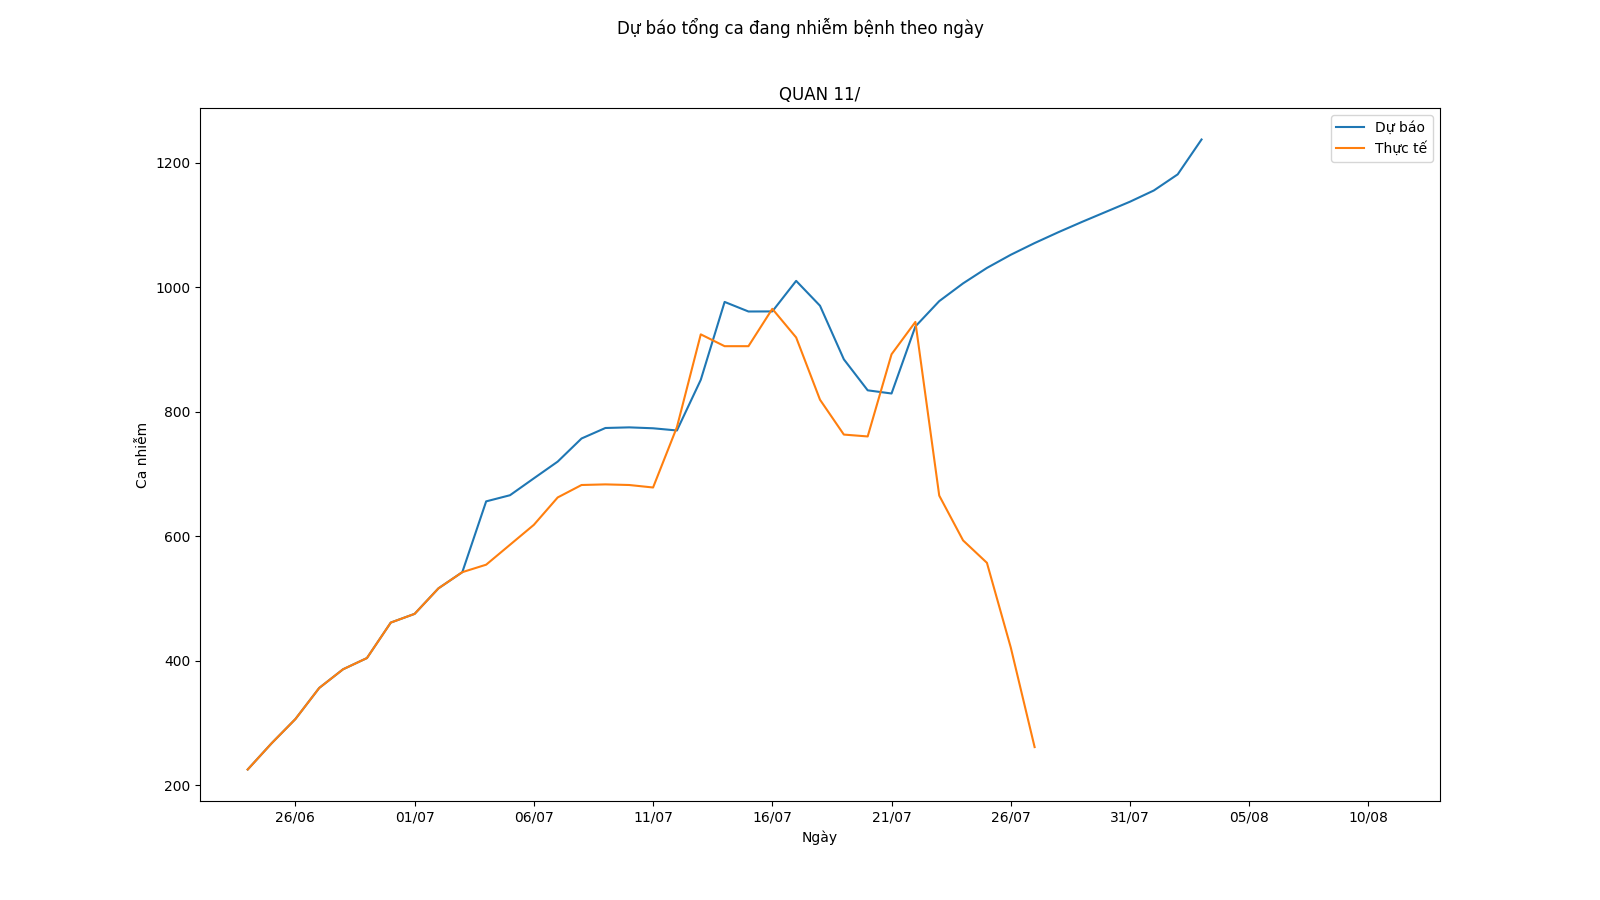 Dự báo tổng ca đang nhiễm bệnh theo ngày
QUAN 11/
Dự báo
Thực tế
1200
1000
800
600
400
200
Ca nhiễm
26/06 01/07 06/07 11/07 16/07 21/07 26/07 31/07 05/08 10/08
Ngày